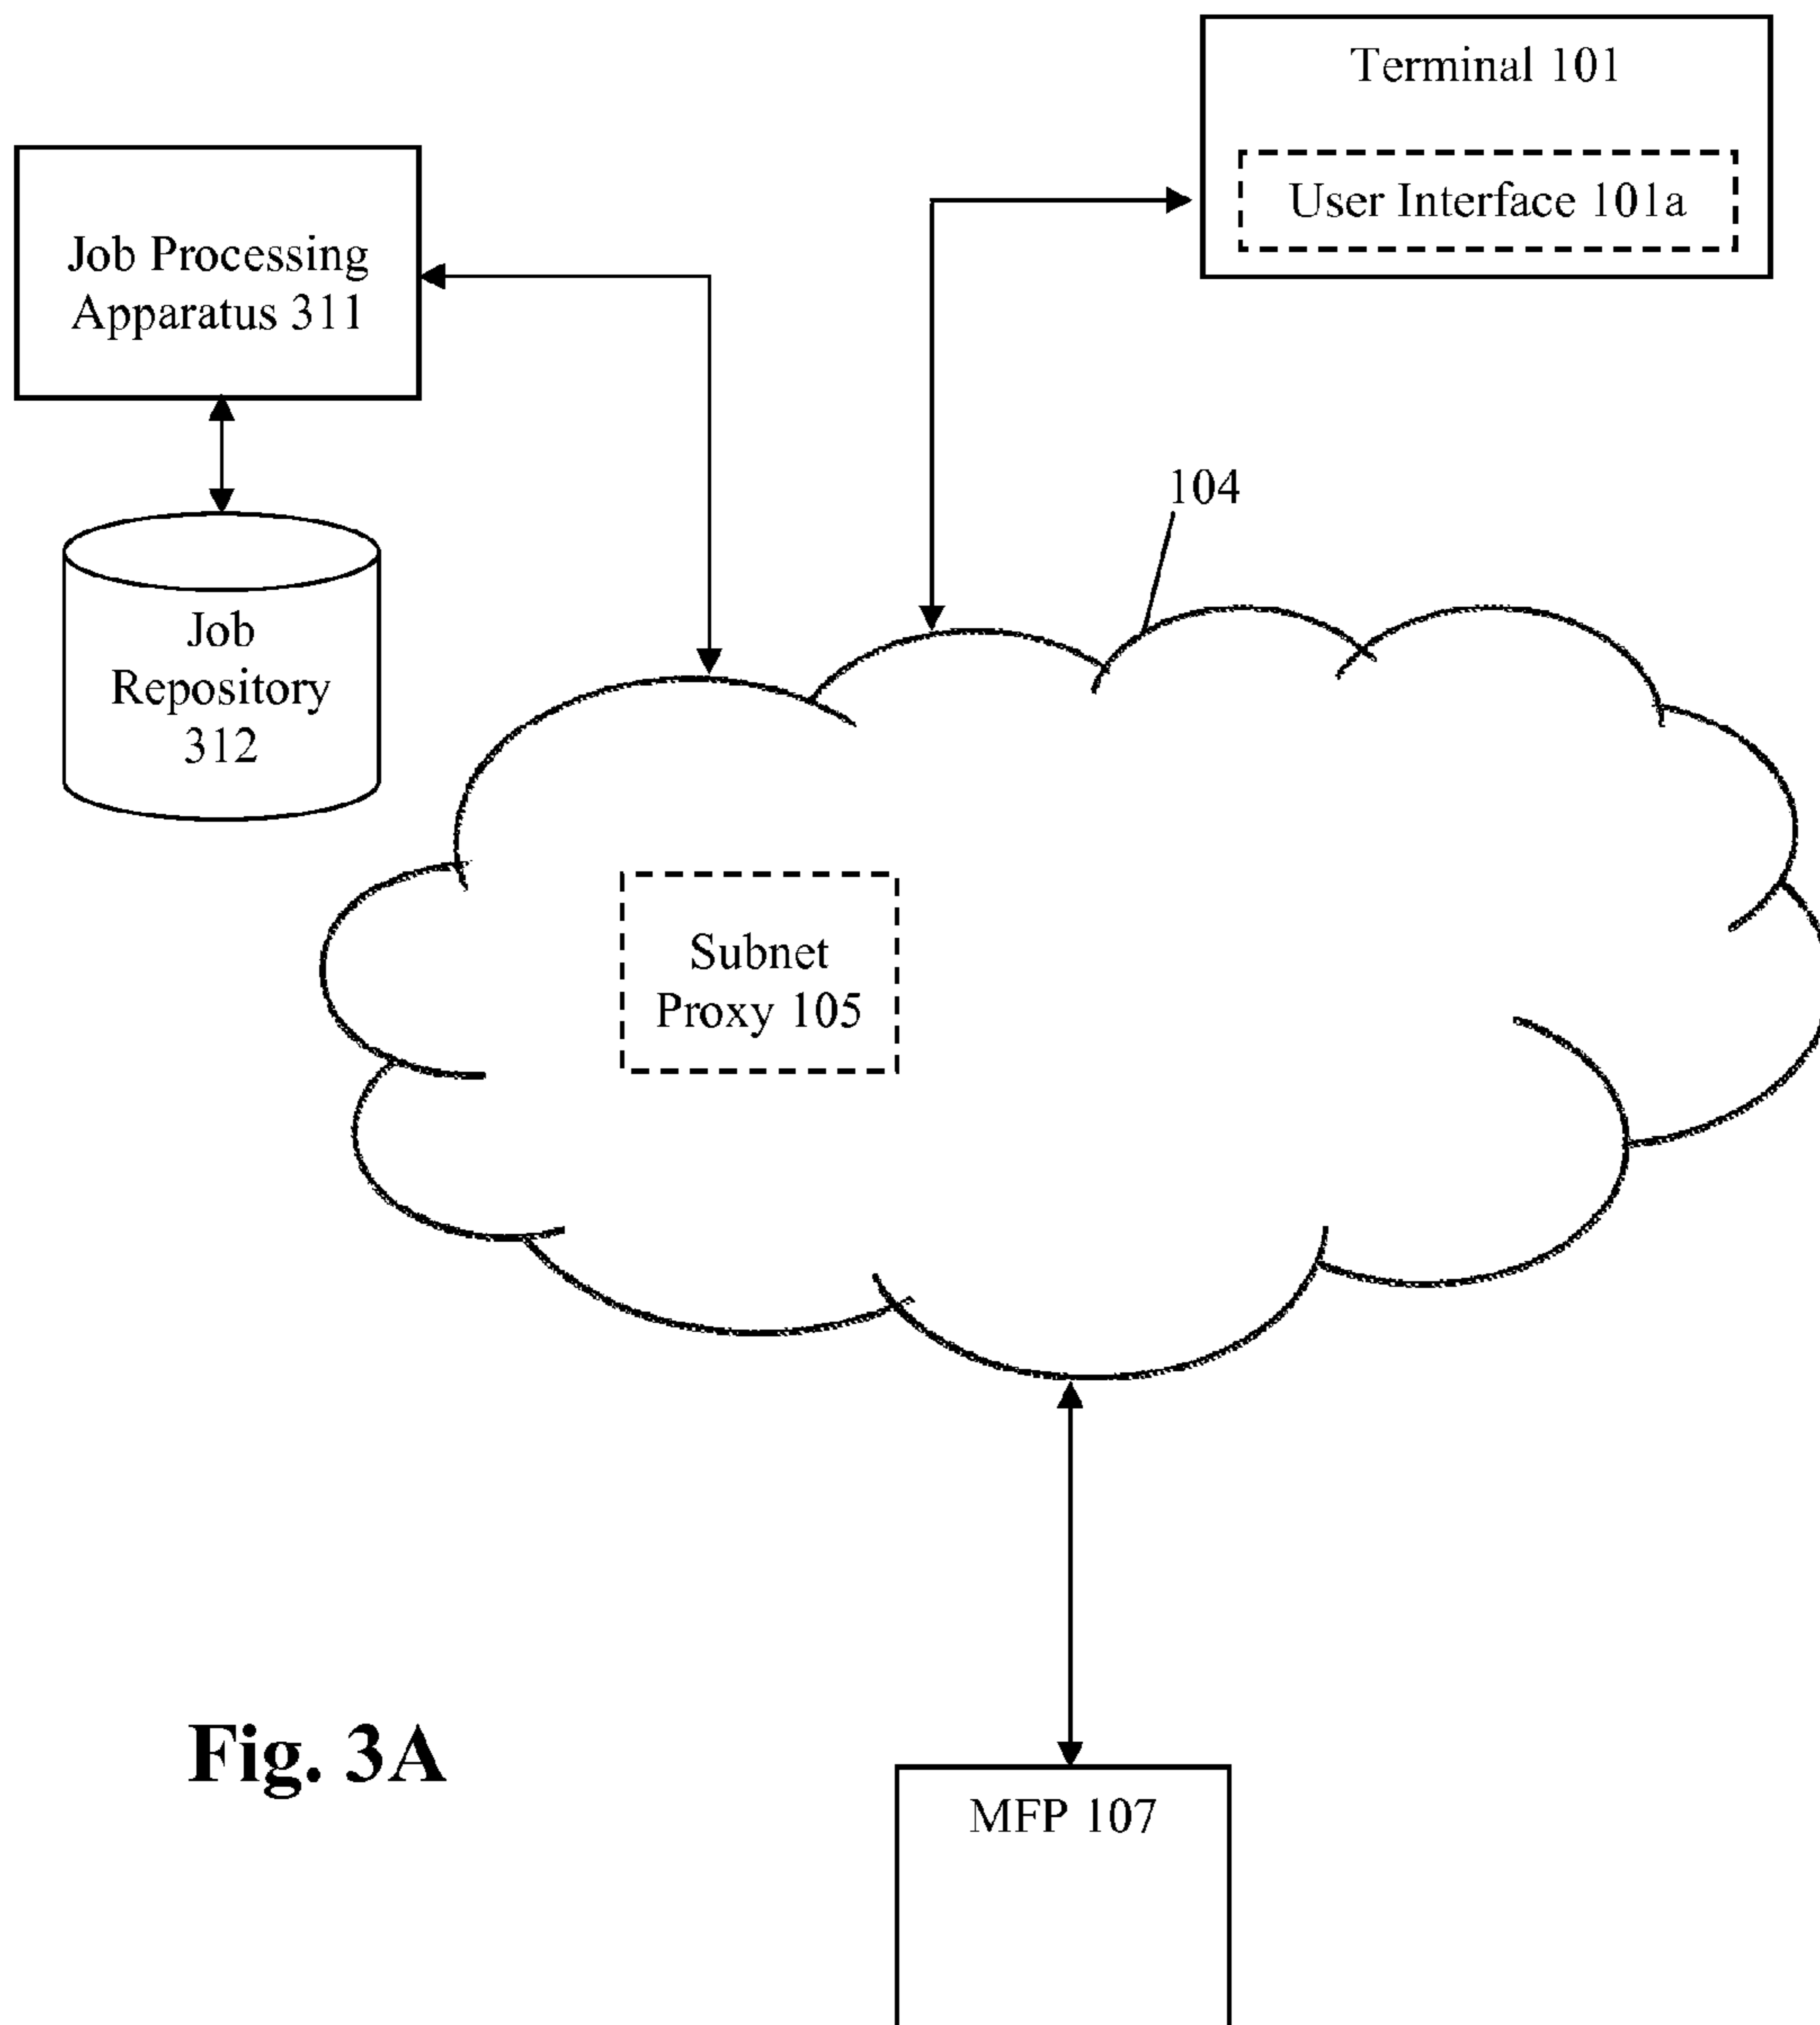 Terminal 101
User Interface 101a
Job Processing
Apparatus 311
104
Job
Repository
312
Subnet
Proxy 105
Fig. 3A
MFP 107